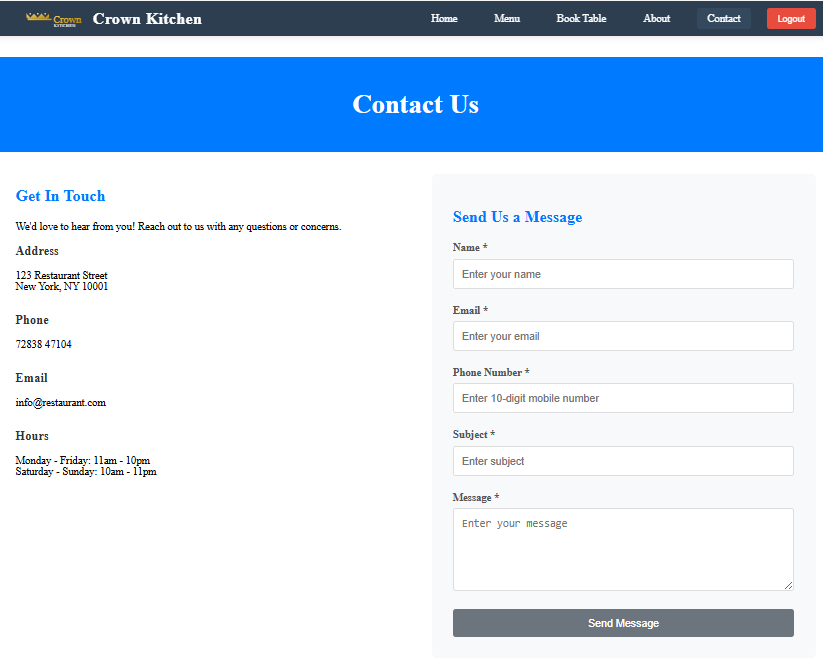 Crown
KITCHEN
Crown Kitchen
Home
Menu
Book Table
About
Contact
Logout
Contact Us
Get In Touch
We'd love to hear from you! Reach out to us with any questions or concerns.
Address
123 Restaurant Street
New York, NY 10001
Phone
72838 47104
Email
info@restaurant.com
Hours
Monday - Friday: 11am - 10pm
Saturday - Sunday: 10am - 11pm
Send Us a Message
Name *
Enter your name
Email *
Enter your email
Phone Number *
Enter 10-digit mobile number
Subject *
Enter subject
Message *
Enter your message
Send Message